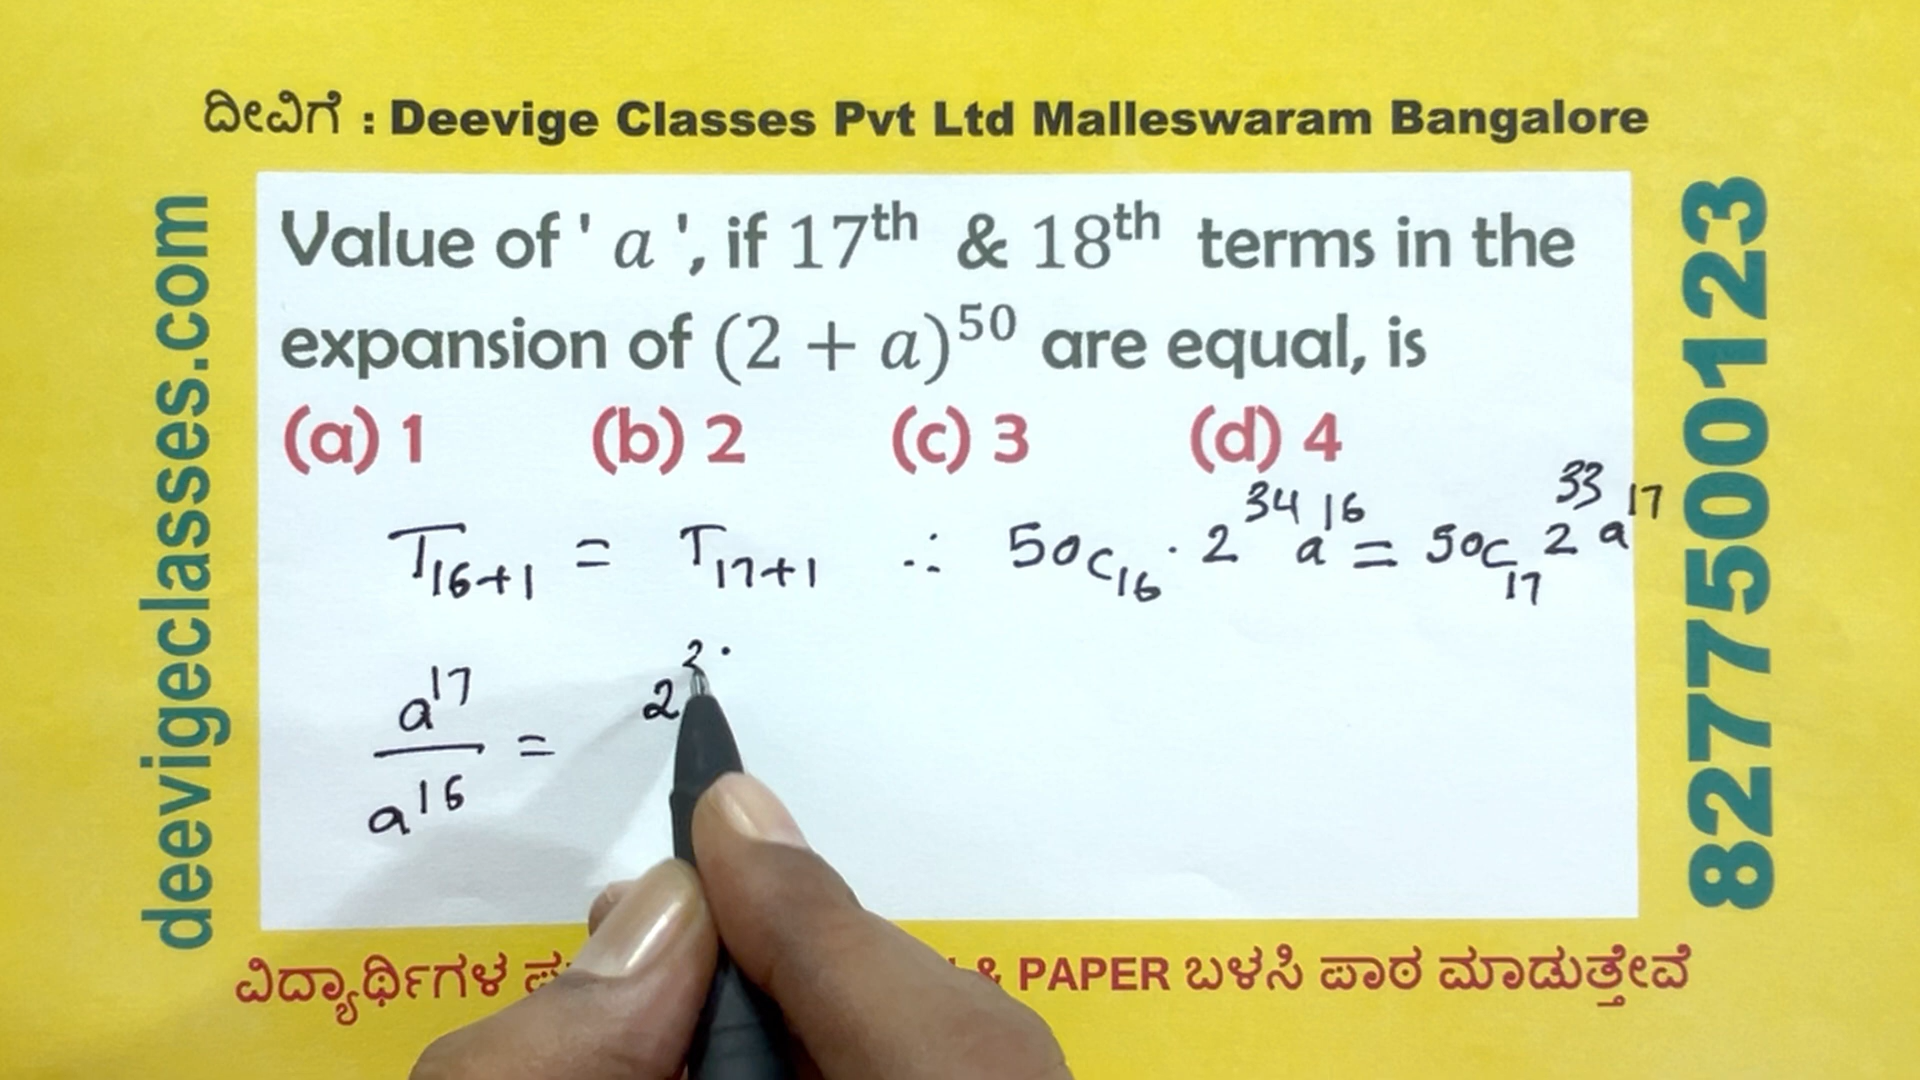 ದೀವಿಗೆ : Deevige Classes Pvt Ltd Malleswaram Bangalore
deevigeclasses.com
Value of ' a ', if 17th & 18th terms in the
expansion of (2 + a)^50 are equal, is
(a) 1 (b) 2 (c) 3 (d) 4
T16+1 = T17+1 ∴ 50C16 · 2^34 a^16 = 50C17 2^33 a^17
a^17 / a^16 = 2
8277500123
ವಿದ್ಯಾರ್ಥಿಗಳ & PAPER ಬಳಸಿ ಪಾಠ ಮಾಡುತ್ತೇವೆ